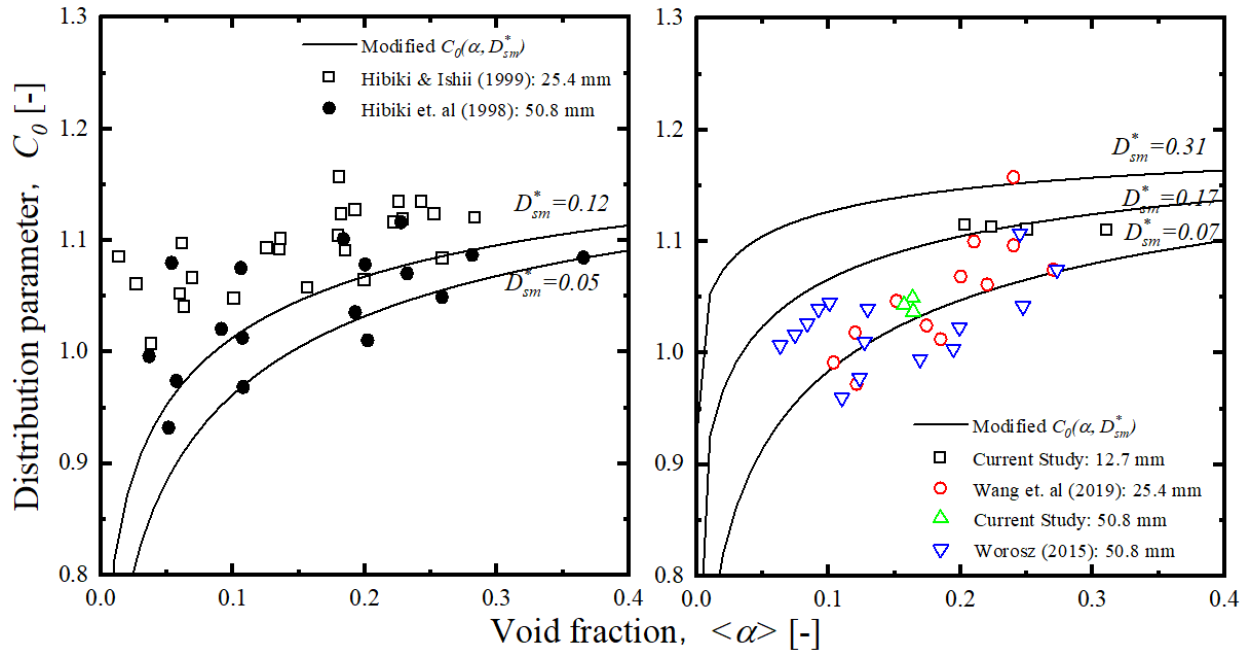 Distribution parameter, C₀ [-]
1.3
1.2
1.1
1.0
0.9
0.8
Modified C₀(α, D*sm)
Hibiki & Ishii (1999): 25.4 mm
Hibiki et. al (1998): 50.8 mm
D*sm=0.12
D*sm=0.05
0.0 0.1 0.2 0.3 0.4
1.3
1.2
1.1
1.0
0.9
0.8
D*sm=0.31
D*sm=0.17
D*sm=0.07
Modified C₀(α, D*sm)
Current Study: 12.7 mm
Wang et. al (2019): 25.4 mm
Current Study: 50.8 mm
Worosz (2015): 50.8 mm
0.0 0.1 0.2 0.3 0.4
Void fraction, <α> [-]